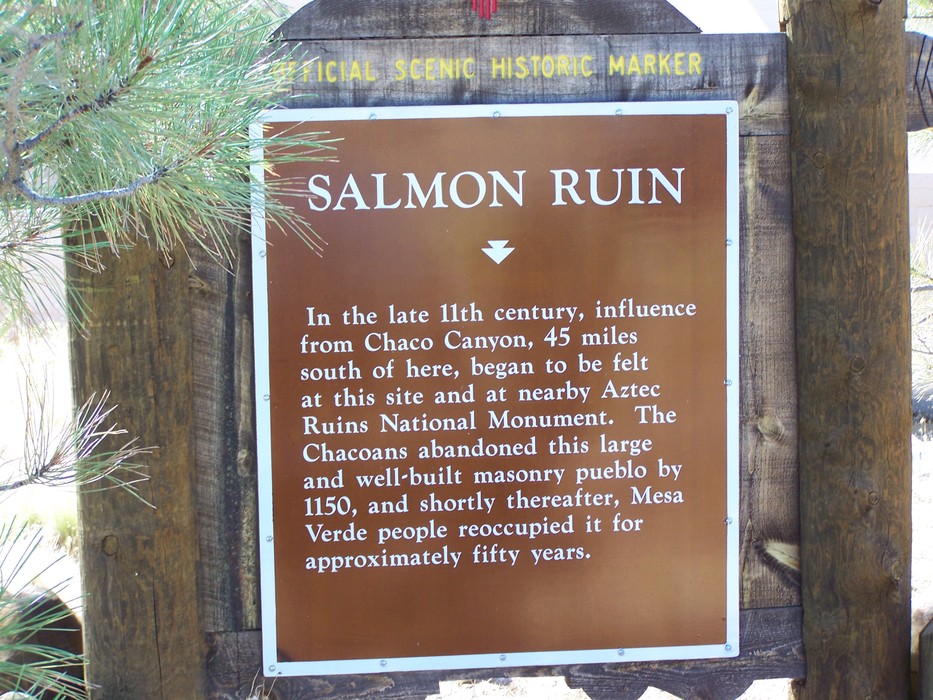 OFFICIAL SCENIC HISTORIC MARKER
SALMON RUIN
In the late 11th century, influence
from Chaco Canyon, 45 miles
south of here, began to be felt
at this site and at nearby Aztec
Ruins National Monument. The
Chacoans abandoned this large
and well-built masonry pueblo by
1150, and shortly thereafter, Mesa
Verde people reoccupied it for
approximately fifty years.